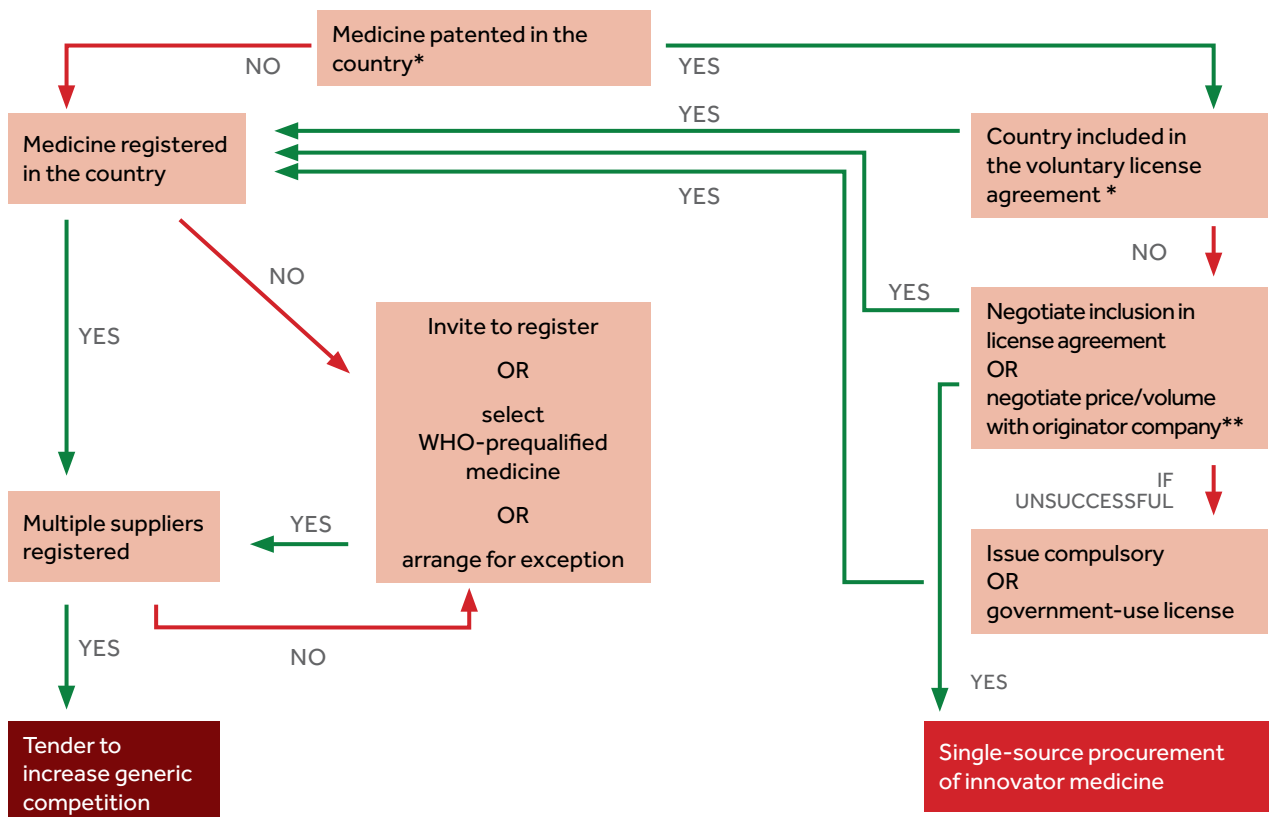 Medicine patented in the
country*
NO
YES
Medicine registered
in the country
YES
YES
Country included in
the voluntary license
agreement *
NO
NO
YES
Invite to register
OR
select
WHO-prequalified
medicine
OR
arrange for exception
YES
Negotiate inclusion in
license agreement
OR
negotiate price/volume
with originator company**
IF
UNSUCCESSFUL
Multiple suppliers
registered
YES
Issue compulsory
OR
government-use license
YES
NO
YES
Tender to
increase generic
competition
Single-source procurement
of innovator medicine